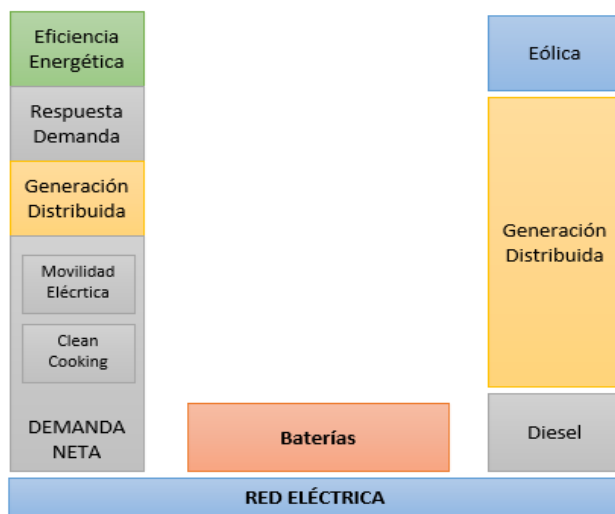 Eficiencia
Energética
Respuesta
Demanda
Generación
Distribuida
Movilidad
Elécrtica
Clean
Cooking
DEMANDA
NETA
Baterías
Eólica
Generación
Distribuida
Diesel
RED ELÉCTRICA